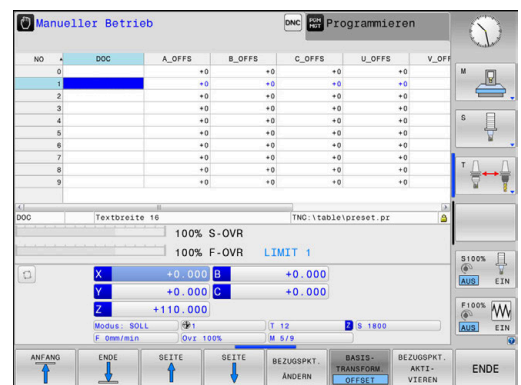 Manueller Betrieb
DNC
PGM MGT
Programmieren
NO DOC A_OFFS B_OFFS C_OFFS U_OFFS V_OFF
0 +0 +0 +0 +0
1 +0 +0 +0 +0
2 +0 +0 +0 +0
3 +0 +0 +0 +0
4 +0 +0 +0 +0
5 +0 +0 +0 +0
6 +0 +0 +0 +0
7 +0 +0 +0 +0
8 +0 +0 +0 +0
9 +0 +0 +0 +0
DOC Textbreite 16 TNC:\table\preset.pr
100% S-OVR
100% F-OVR LIMIT 1
X +0.000 B +0.000
Y +0.000 C +0.000
Z +110.000
Modus: SOLL 1 T 12 Z S 1800
F 0mm/min Ovr 100% M 5/9
M
S
T
S100%
AUS EIN
F100%
AUS EIN
ANFANG
ENDE
SEITE
SEITE
BEZUGSPKT.
ÄNDERN
BASIS-
TRANSFORM.
OFFSET
BEZUGSPKT.
AKTI-
VIEREN
ENDE